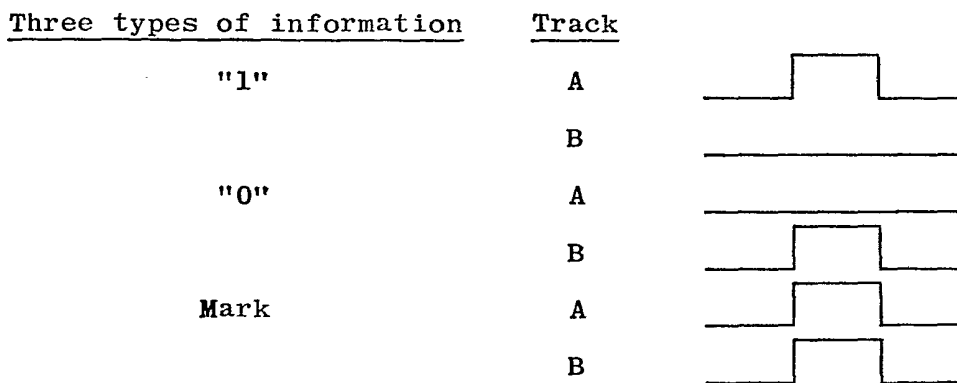 Three types of information Track
"1" A
B
"0" A
B
Mark A
B